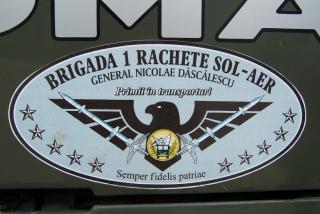 BRIGADA 1 RACHETE SOL-AER
GENERAL NICOLAE DĂSCĂLESCU
Primii în transporturi
Semper fidelis patriae